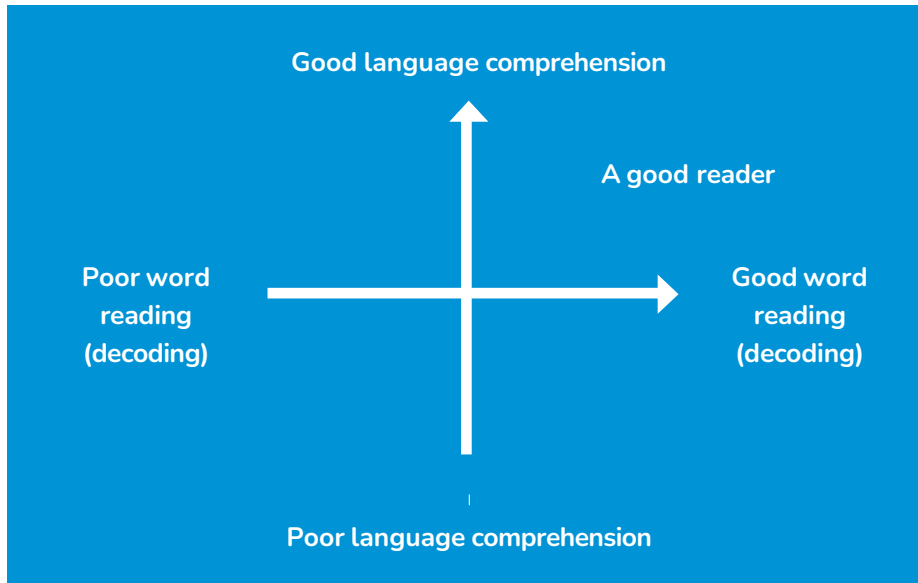 Good language comprehension
A good reader
Poor word
reading
(decoding)
Good word
reading
(decoding)
Poor language comprehension